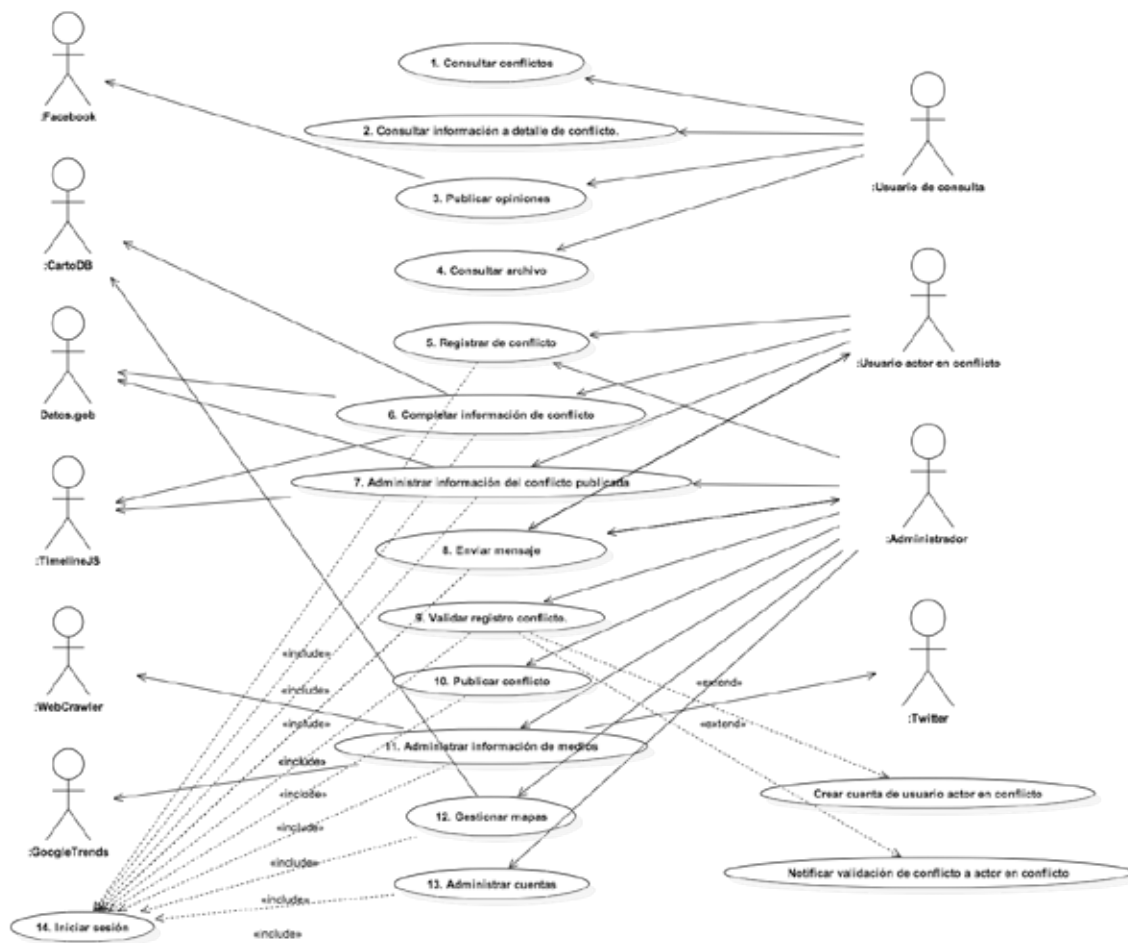 :Facebook
1. Consultar conflictos
2. Consultar información a detalle de conflicto.
:Usuario de consulta
3. Publicar opiniones
:CartoDB
4. Consultar archivo
5. Registrar de conflicto
:Usuario actor en conflicto
Datos.gob
6. Completar información de conflicto
7. Administrar información del conflicto publicada
:TimelineJS
8. Enviar mensaje
:Administrador
9. Validar registro conflicto.
«include»
10. Publicar conflicto
«extend»
«include»
:WebCrawler
«include»
«extend»
:Twitter
11. Administrar información de medios
«include»
«include»
Crear cuenta de usuario actor en conflicto
12. Gestionar mapas
«include»
:GoogleTrends
«include»
Notificar validación de conflicto a actor en conflicto
13. Administrar cuentas
«include»
14. Iniciar sesión